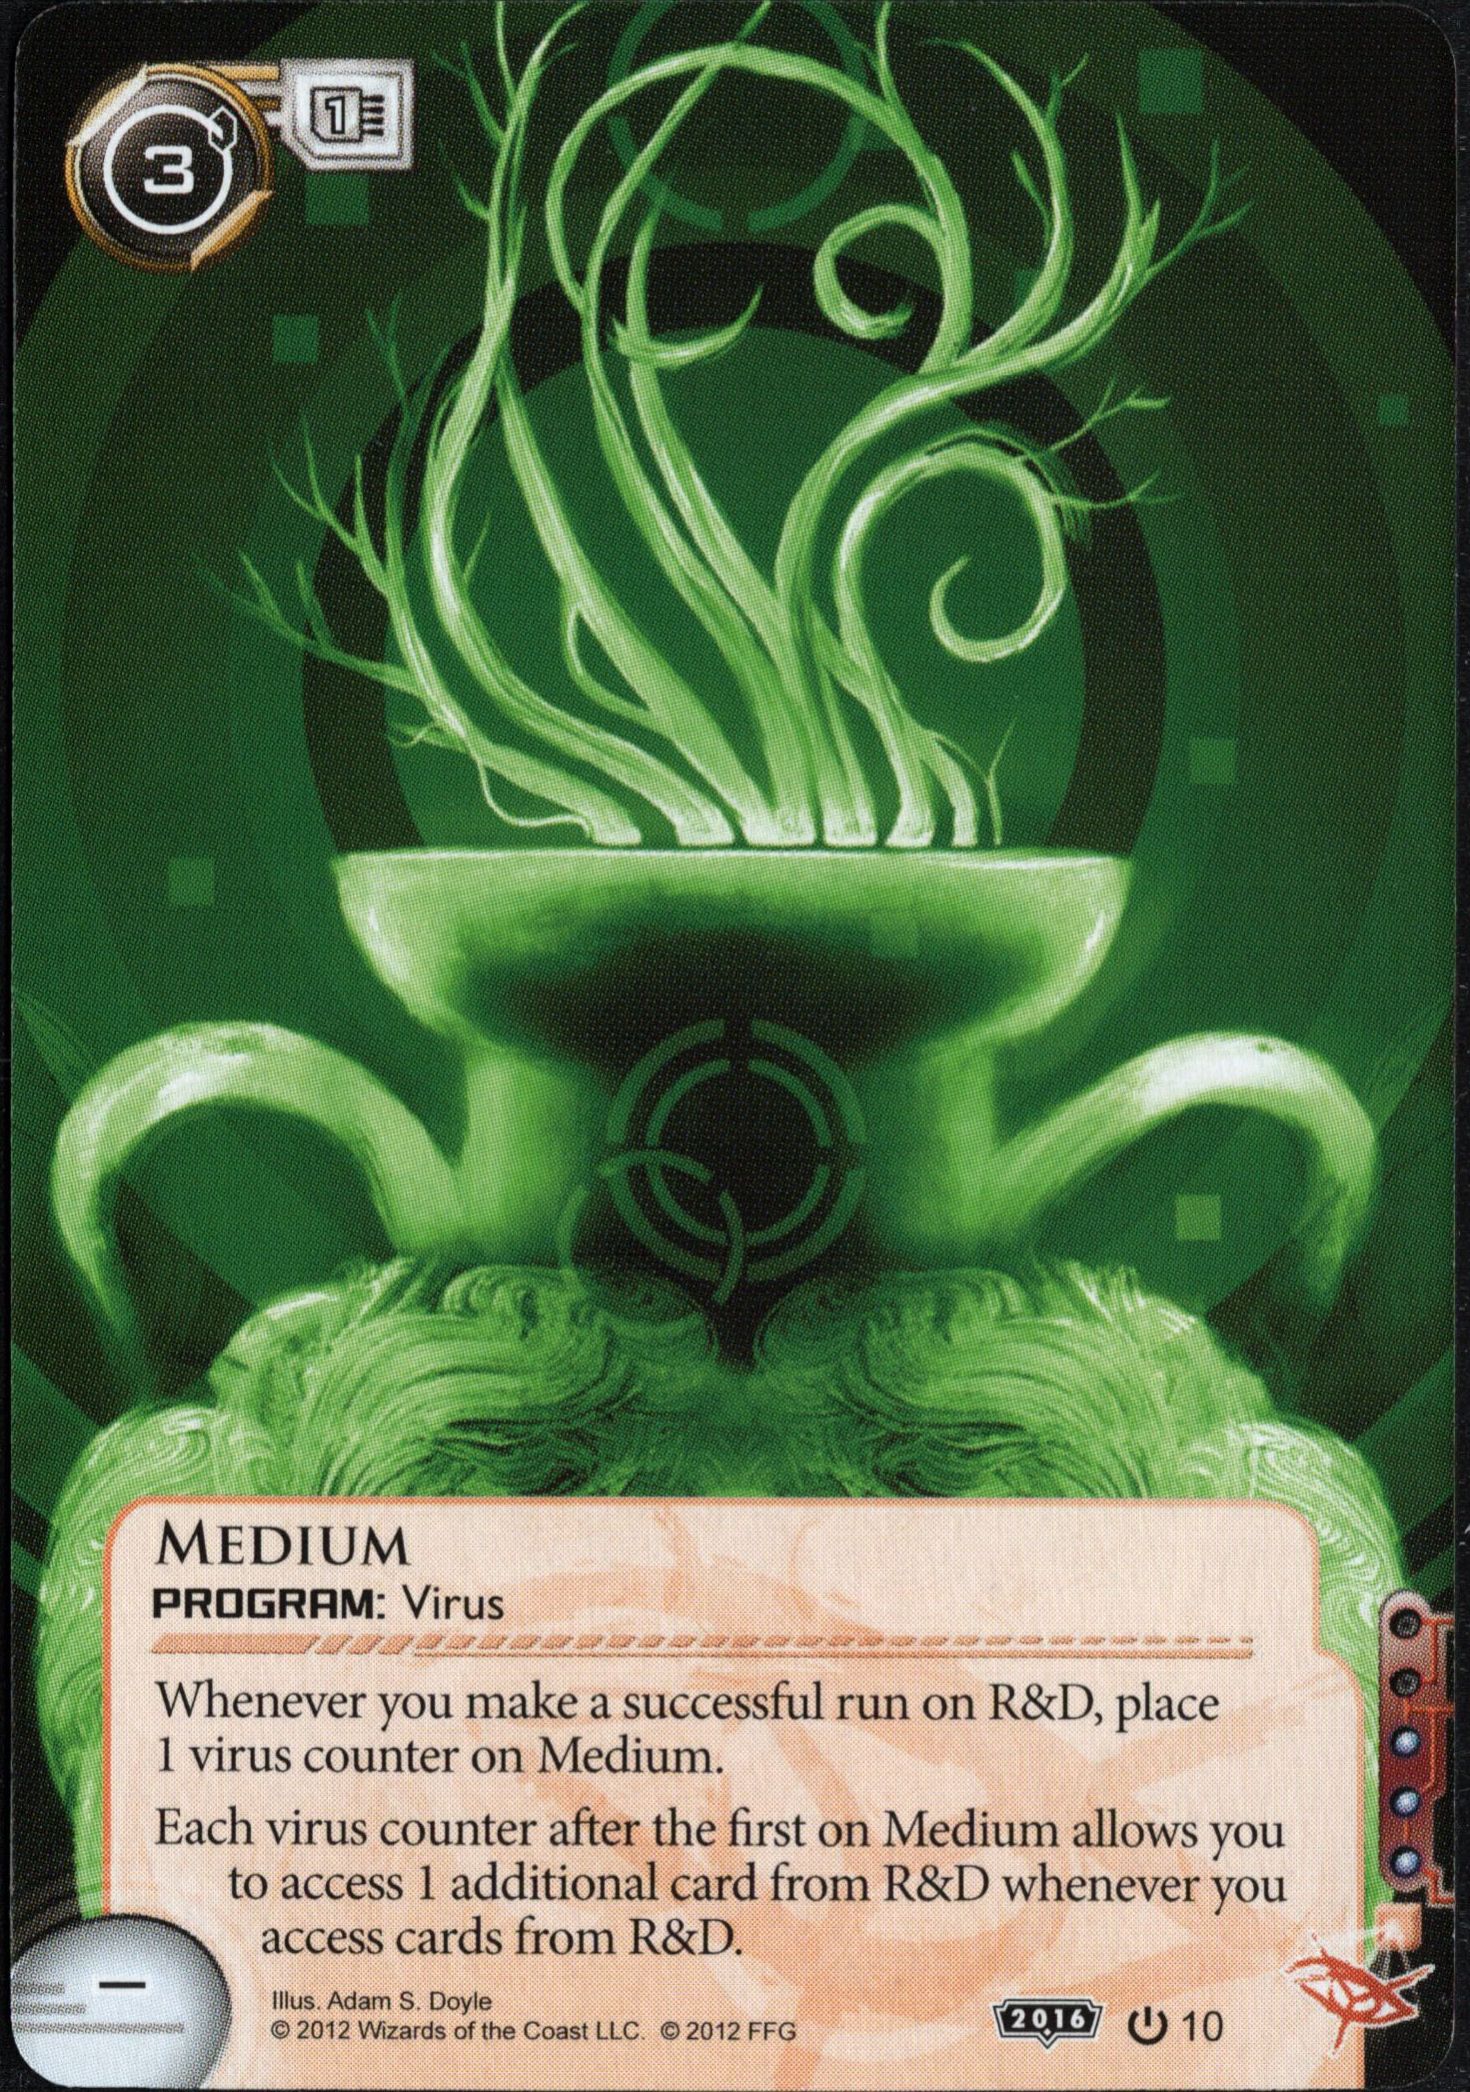 3
1
MEDIUM
PROGRAM: Virus
Whenever you make a successful run on R&D, place
1 virus counter on Medium.
Each virus counter after the first on Medium allows you
to access 1 additional card from R&D whenever you
access cards from R&D.
–
Illus. Adam S. Doyle
© 2012 Wizards of the Coast LLC. © 2012 FFG
2016
10